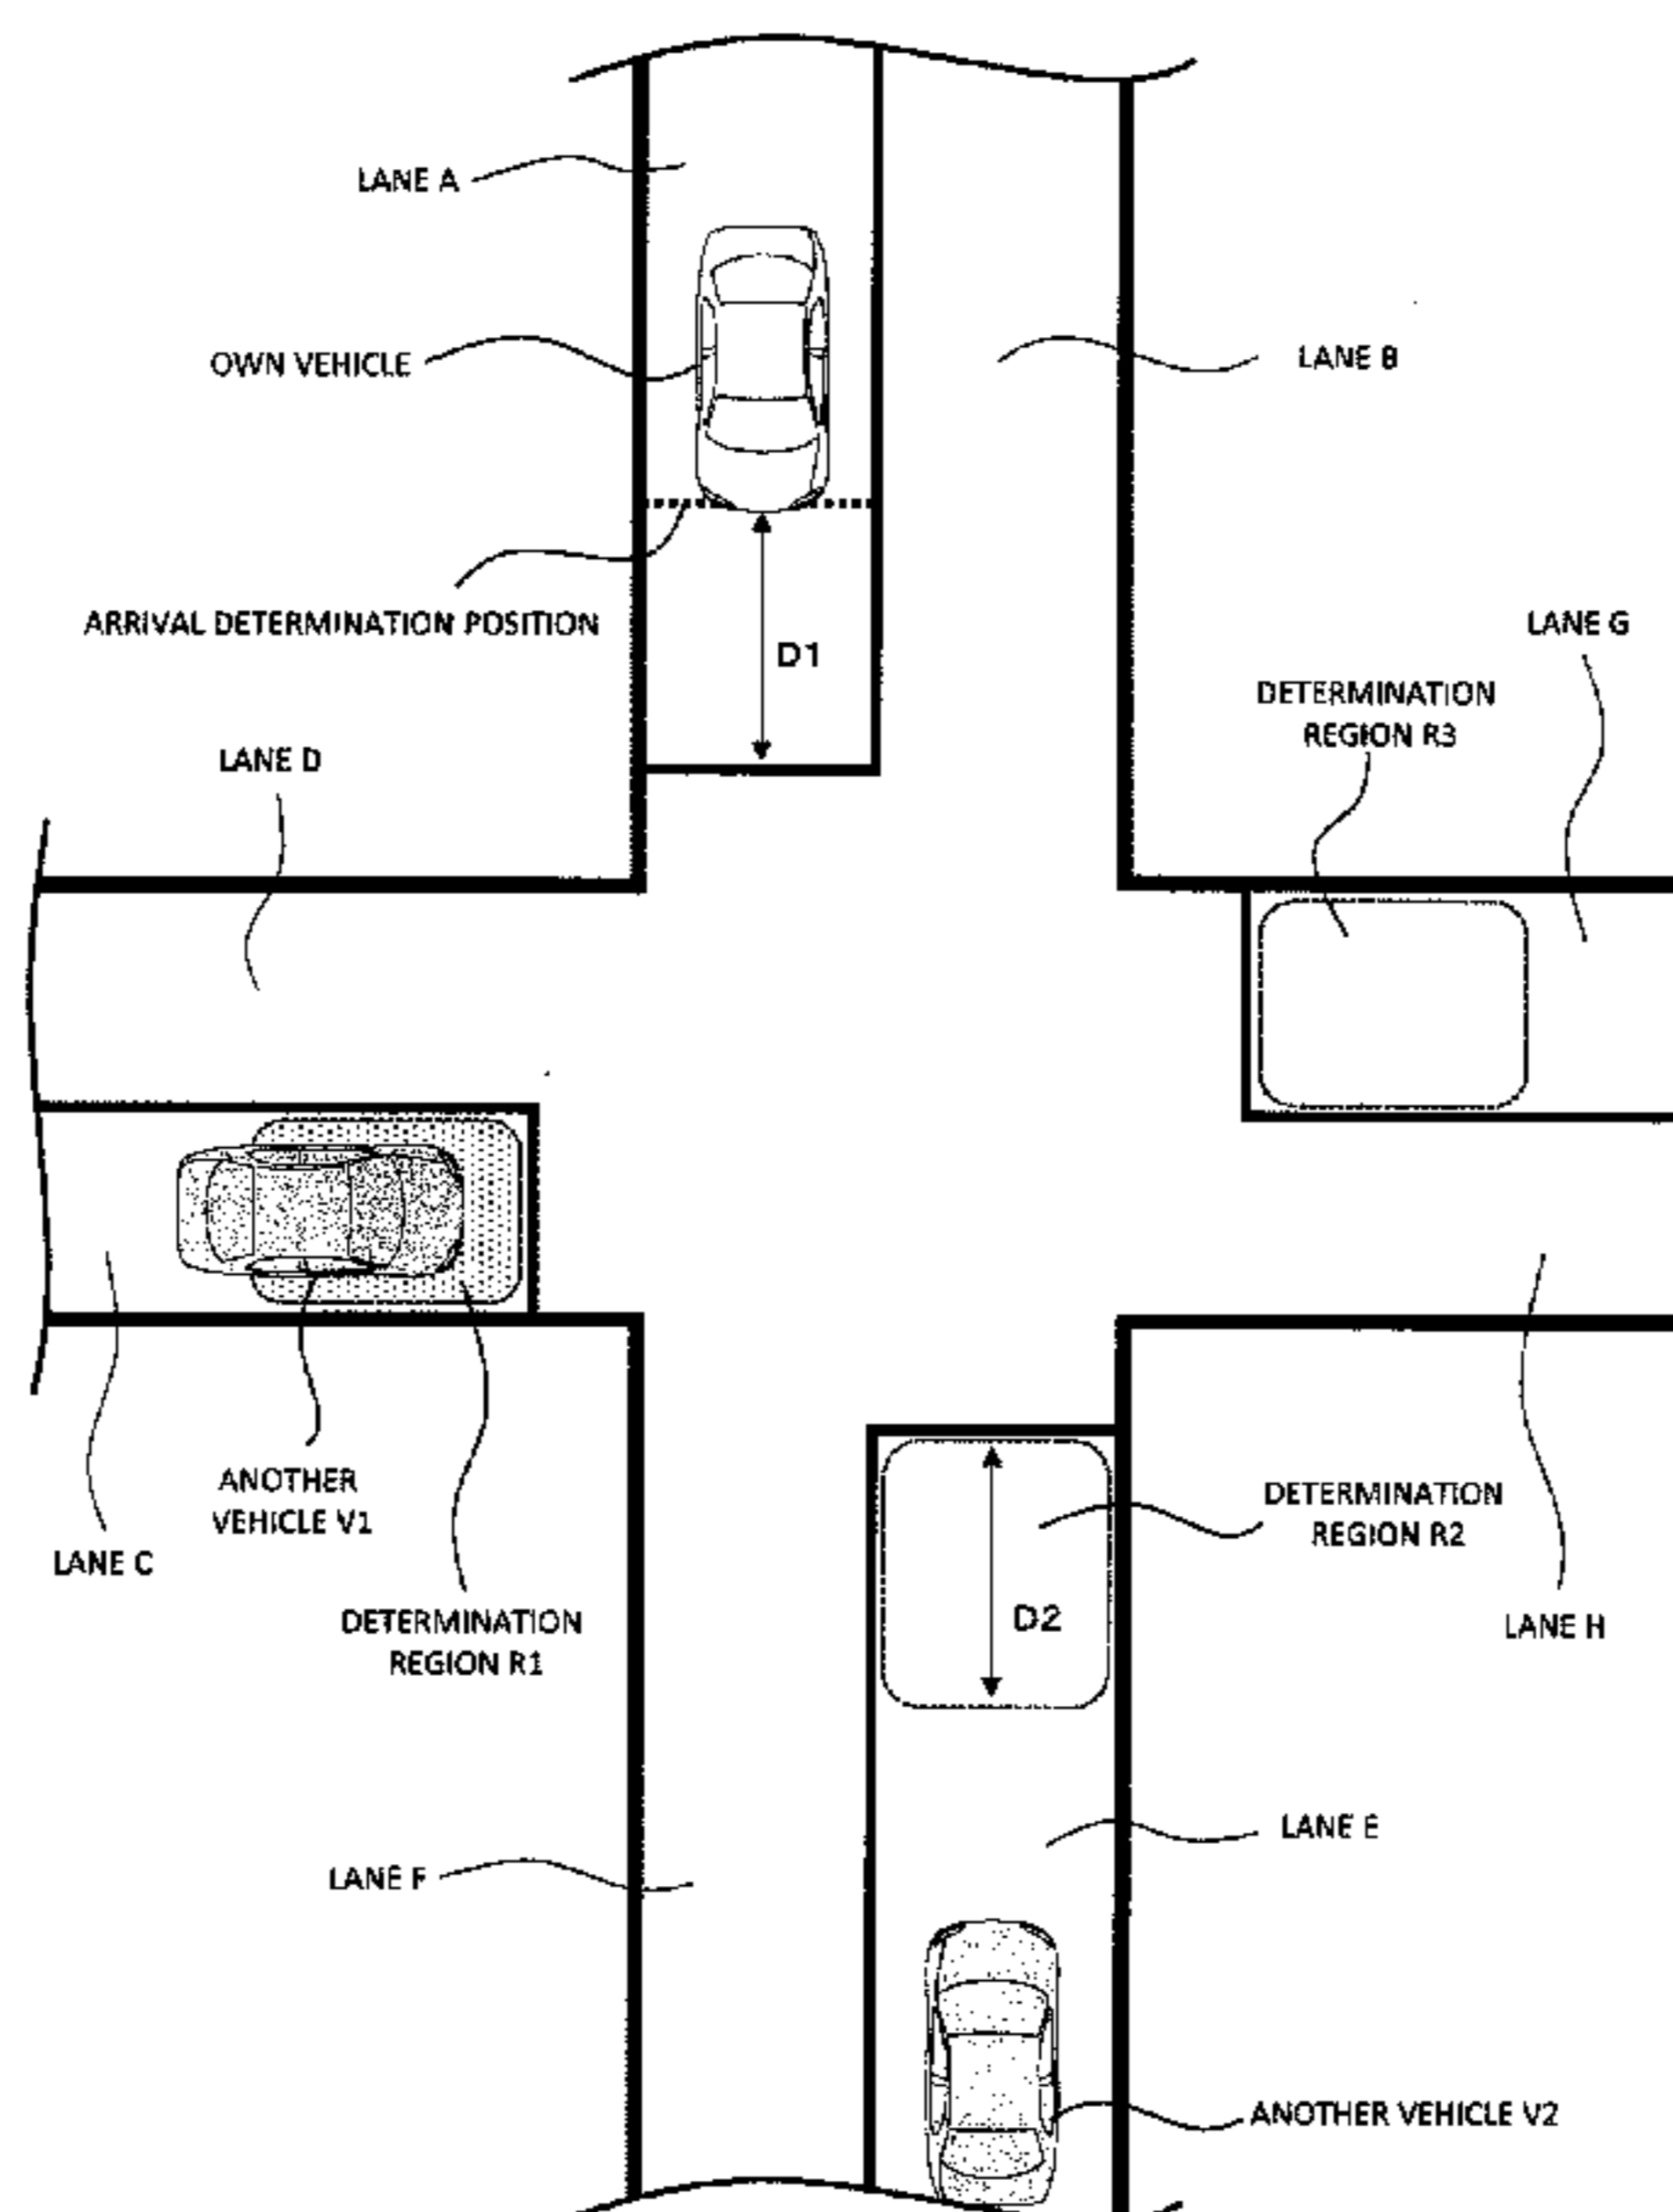 LANE A
OWN VEHICLE
LANE B
ARRIVAL DETERMINATION POSITION
LANE G
D1
DETERMINATION
REGION R3
LANE D
ANOTHER
VEHICLE V1
LANE C
DETERMINATION
REGION R1
DETERMINATION
REGION R2
D2
LANE H
LANE E
LANE F
ANOTHER VEHICLE V2